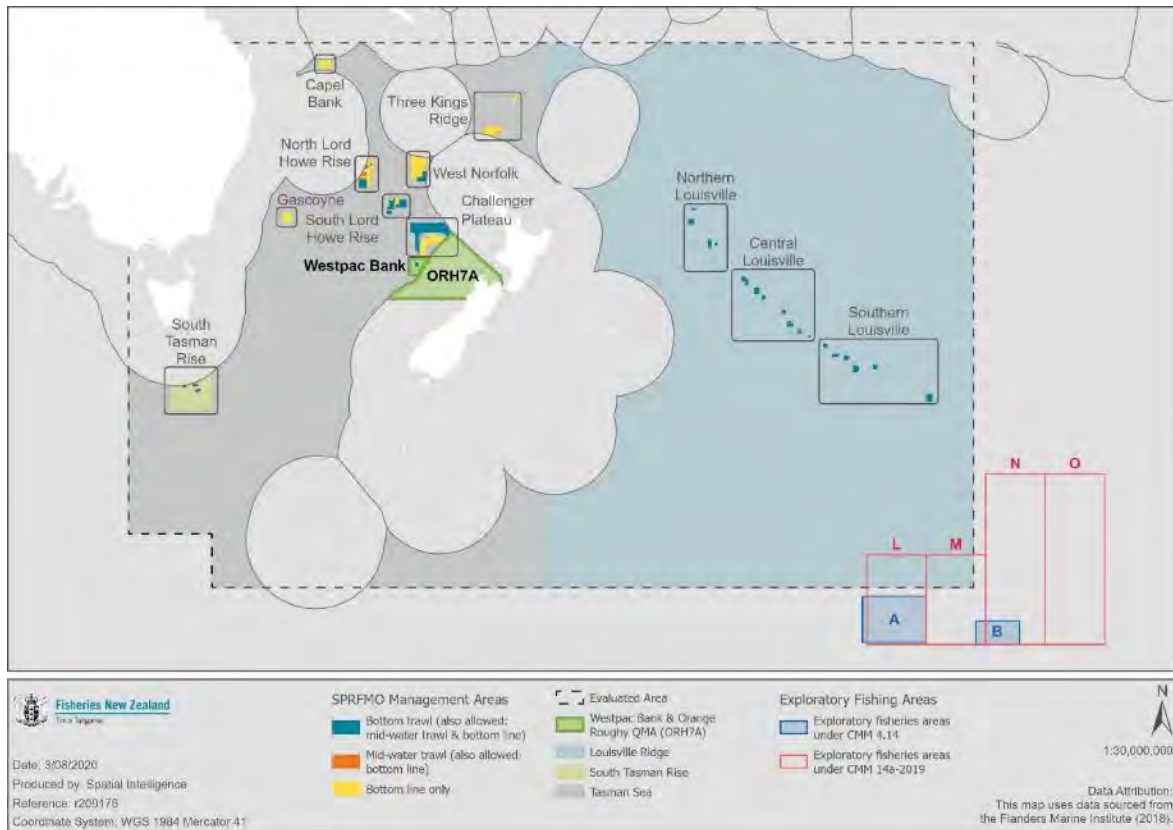 Capel
Bank
Three Kings
Ridge
North Lord
Howe Rise
West Norfolk
Gascoyne
South Lord
Howe Rise
Challenger
Plateau
Westpac Bank
ORH7A
South
Tasman
Rise
Northern
Louisville
Central
Louisville
Southern
Louisville
N
O
L
M
A
B
Fisheries New Zealand
Tini a Tangaroa
Date: 3/08/2020
Produced by: Spatial Intelligence
Reference: r200176
Coordinate System: WGS 1984 Mercator 41
SPRFMO Management Areas
Bottom trawl (also allowed:
mid-water trawl & bottom line)
Mid-water trawl (also allowed:
bottom line)
Bottom line only
Evaluated Area
Westpac Bank & Orange
Roughy QMA (ORH7A)
Louisville Ridge
South Tasman Rise
Tasman Sea
Exploratory Fishing Areas
Exploratory fisheries areas
under CMM 4.14
Exploratory fisheries areas
under CMM 14a-2019
N
1:30,000,000
Data Attribution:
This map uses data sourced from
the Flanders Marine Institute (2018).